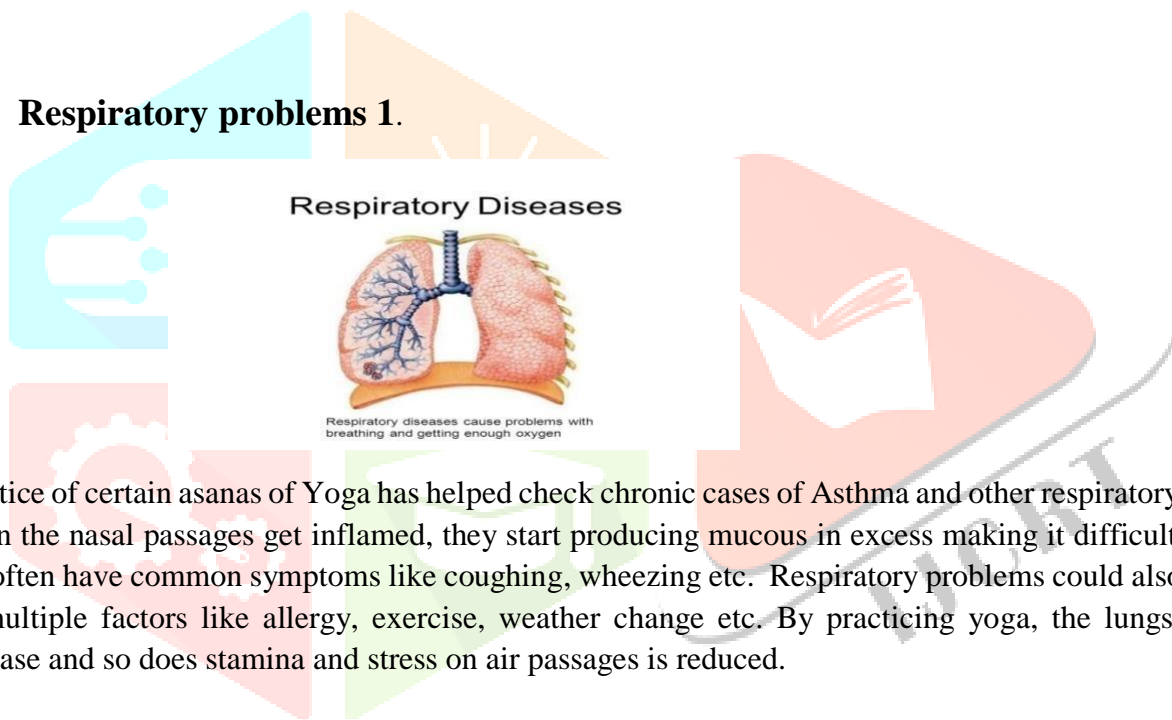 Respiratory problems 1.
Respiratory Diseases
Respiratory diseases cause problems with
breathing and getting enough oxygen
tice of certain asanas of Yoga has helped check chronic cases of Asthma and other respiratory
n the nasal passages get inflamed, they start producing mucous in excess making it difficult
often have common symptoms like coughing, wheezing etc. Respiratory problems could also
nultiple factors like allergy, exercise, weather change etc. By practicing yoga, the lungs
ase and so does stamina and stress on air passages is reduced.
IJCRT